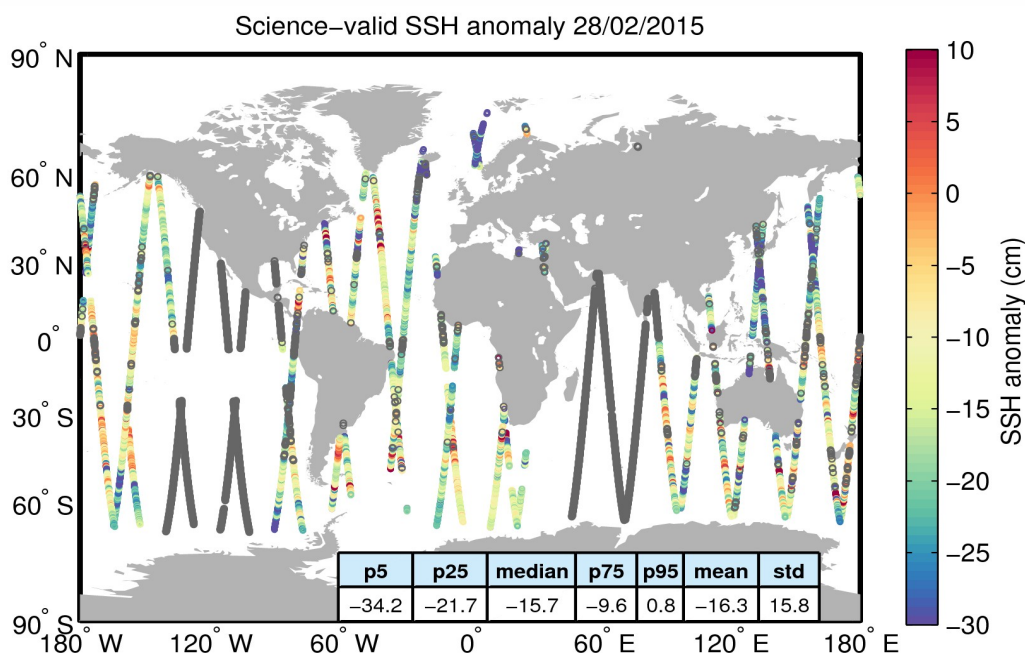 Science−valid SSH anomaly 28/02/2015
90° N
60° N
30° N
0°
30° S
60° S
90° S
180° W
120° W
60° W
0°
60° E
120° E
180° E
p5 p25 median p75 p95 mean std
−34.2 −21.7 −15.7 −9.6 0.8 −16.3 15.8
10
5
0
−5
−10
−15
−20
−25
−30
SSH anomaly (cm)